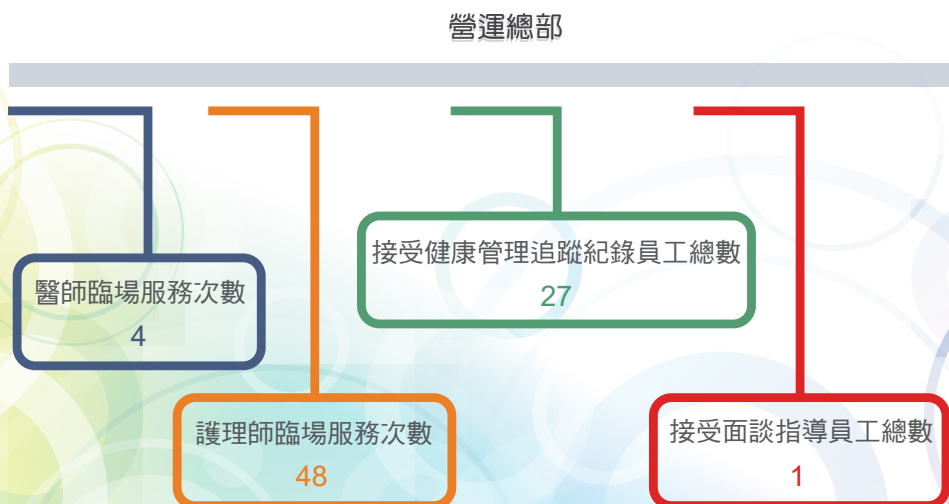 營運總部
醫師臨場服務次數
4
護理師臨場服務次數
48
接受健康管理追蹤紀錄員工總數
27
接受面談指導員工總數
1